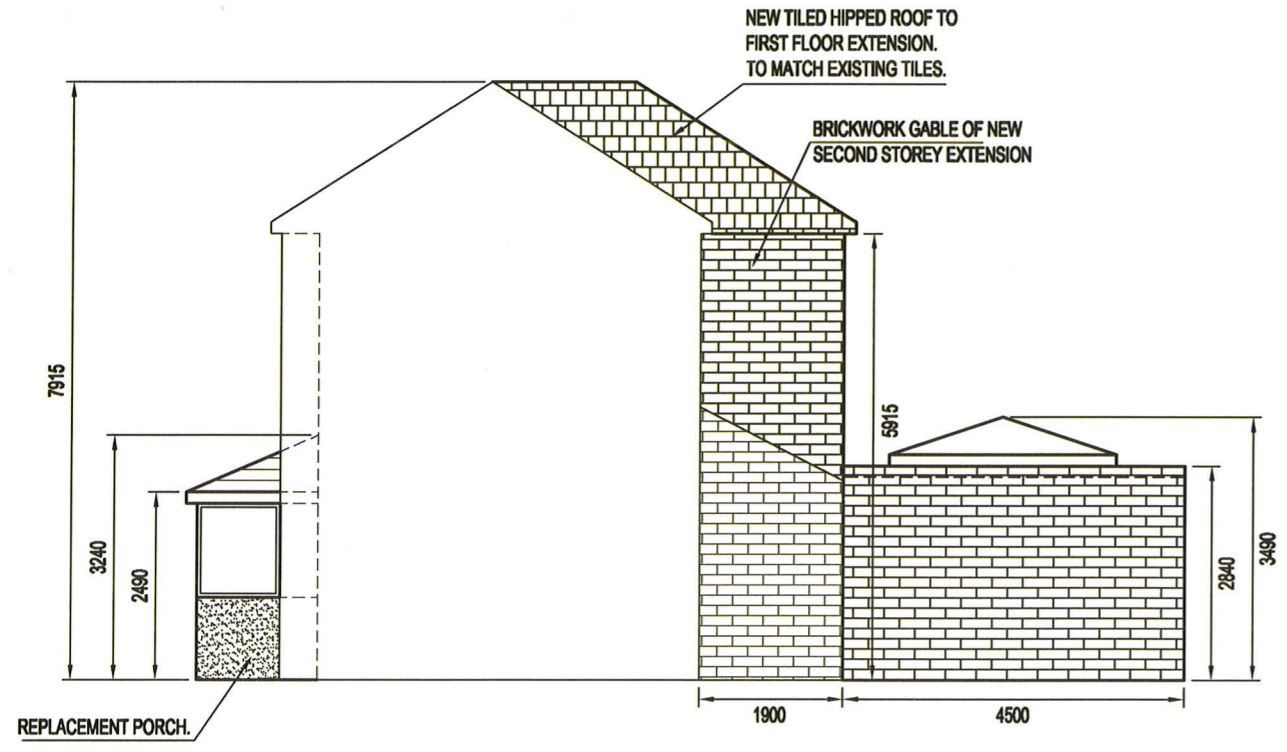 NEW TILED HIPPED ROOF TO
FIRST FLOOR EXTENSION.
TO MATCH EXISTING TILES.
BRICKWORK GABLE OF NEW
SECOND STOREY EXTENSION
7915
3240
2490
5915
2840
3490
1900
4500
REPLACEMENT PORCH.